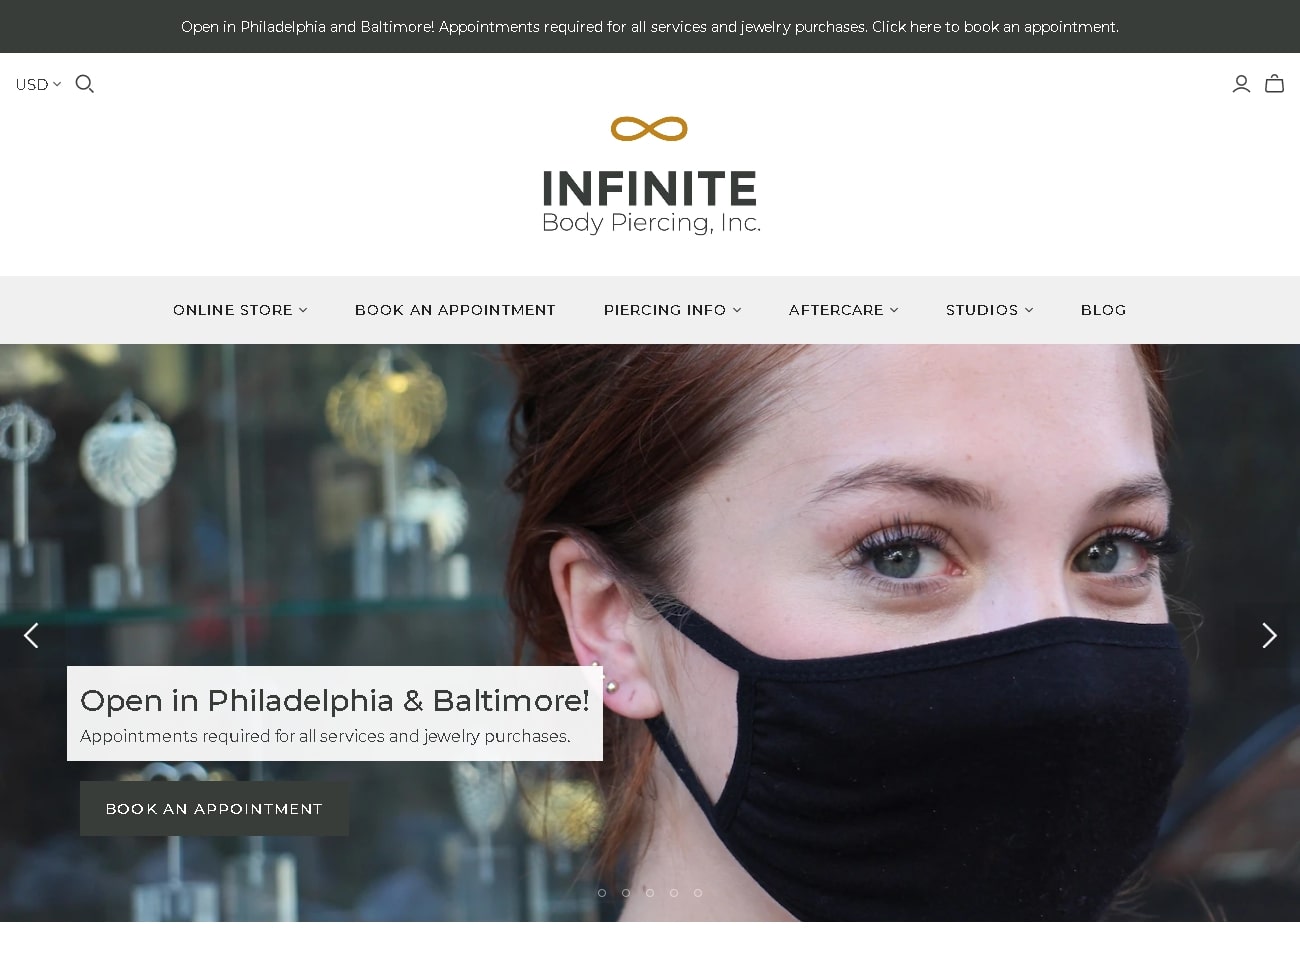 Open in Philadelphia and Baltimore! Appointments required for all services and jewelry purchases. Click here to book an appointment.
USD
INFINITE
Body Piercing, Inc.
ONLINE STORE
BOOK AN APPOINTMENT
PIERCING INFO
AFTERCARE
STUDIOS
BLOG
Open in Philadelphia & Baltimore!
Appointments required for all services and jewelry purchases.
BOOK AN APPOINTMENT